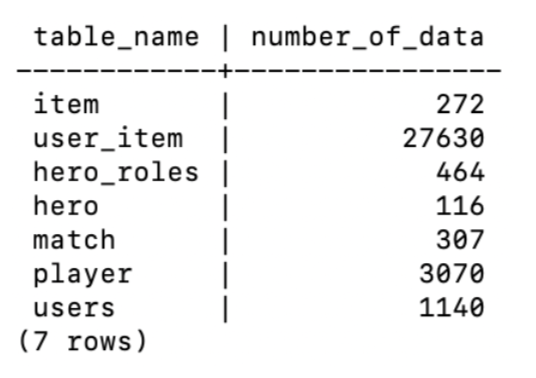 table_name | number_of_data
------------+----------------
 item       |            272
 user_item  |          27630
 hero_roles |            464
 hero       |            116
 match      |            307
 player     |           3070
 users      |           1140
(7 rows)